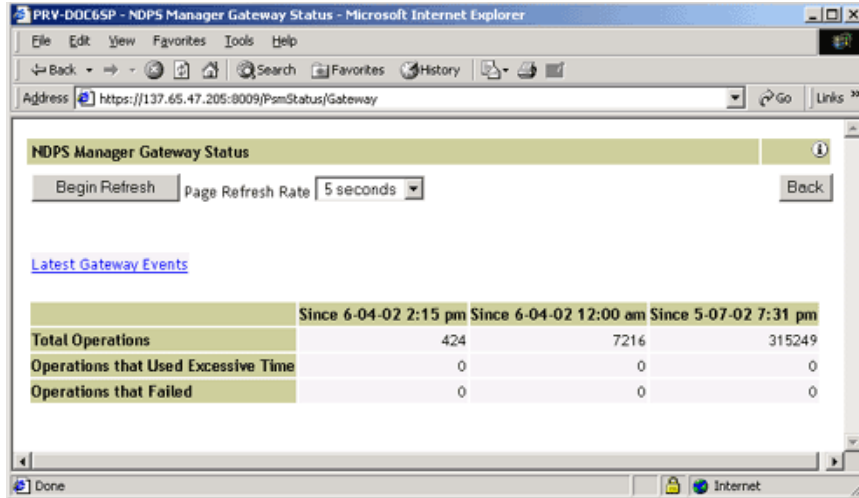 PRV-DOC6SP - NDPS Manager Gateway Status - Microsoft Internet Explorer
File Edit View Favorites Tools Help
Back Search Favorites History
Address https://137.65.47.205:8009/PsmStatus/Gateway Go Links »
NDPS Manager Gateway Status
Begin Refresh Page Refresh Rate 5 seconds Back
Latest Gateway Events
Since 6-04-02 2:15 pm Since 6-04-02 12:00 am Since 5-07-02 7:31 pm
Total Operations 424 7216 315249
Operations that Used Excessive Time 0 0 0
Operations that Failed 0 0 0
Done Internet